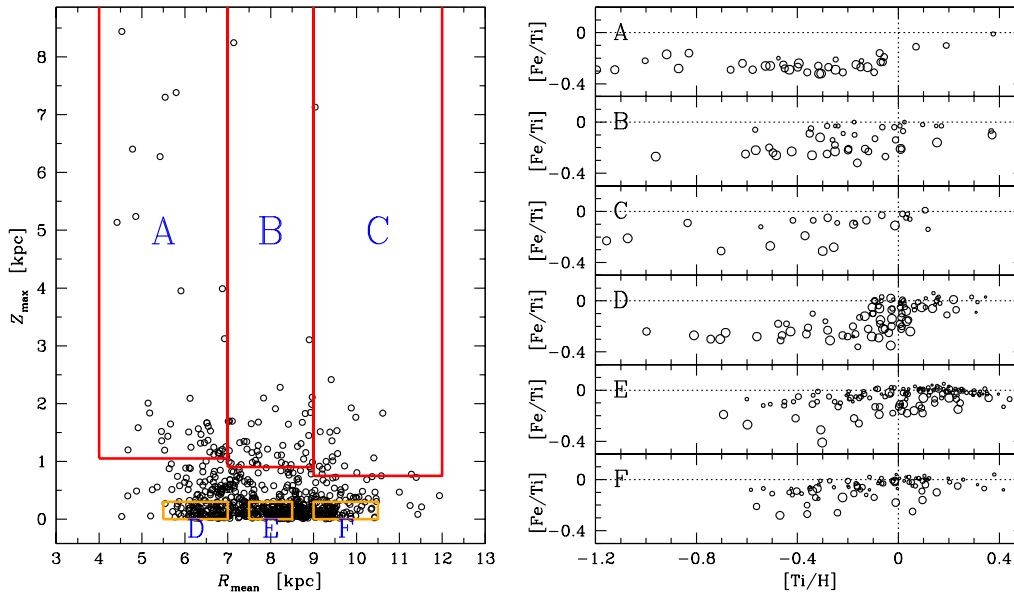 8
7
6
5
4
3
2
1
0
Z_max [kpc]
A
B
C
D
E
F
3
4
5
6
7
8
9
10
11
12
13
R_mean [kpc]
A
0
−0.4
[Fe/Ti]
B
0
−0.4
[Fe/Ti]
C
0
−0.4
[Fe/Ti]
D
0
−0.4
[Fe/Ti]
E
0
−0.4
[Fe/Ti]
F
0
−0.4
[Fe/Ti]
−1.2
−0.8
−0.4
0
0.4
[Ti/H]